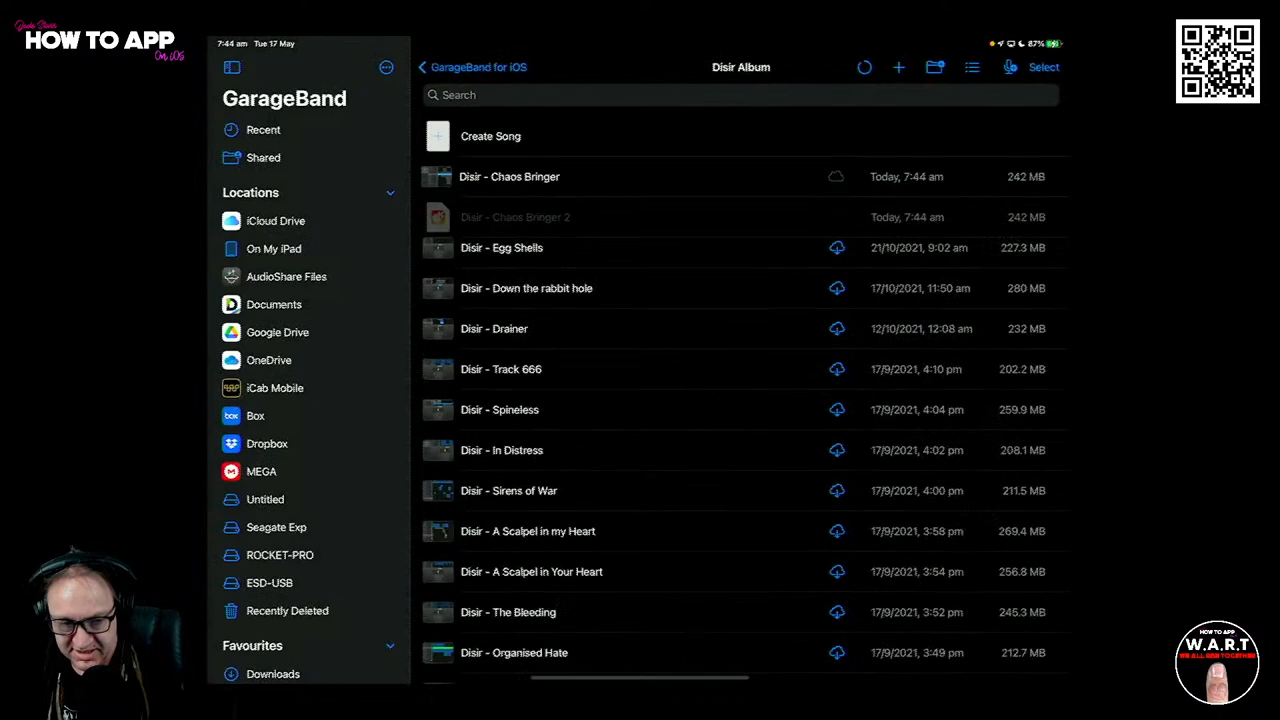 Jade Starr
HOW TO APP
On iOS
7:44 am Tue 17 May
87%
GarageBand for iOS
Disir Album
Select
GarageBand
Search
Recent
Shared
Locations
iCloud Drive
On My iPad
AudioShare Files
Documents
Google Drive
OneDrive
iCab Mobile
Box
Dropbox
MEGA
Untitled
Seagate Exp
ROCKET-PRO
ESD-USB
Recently Deleted
Favourites
Downloads
Create Song
Disir - Chaos Bringer Today, 7:44 am 242 MB
Disir - Chaos Bringer 2 Today, 7:44 am 242 MB
Disir - Egg Shells 21/10/2021, 9:02 am 227.3 MB
Disir - Down the rabbit hole 17/10/2021, 11:50 am 280 MB
Disir - Drainer 12/10/2021, 12:08 am 232 MB
Disir - Track 666 17/9/2021, 4:10 pm 202.2 MB
Disir - Spineless 17/9/2021, 4:04 pm 259.9 MB
Disir - In Distress 17/9/2021, 4:02 pm 208.1 MB
Disir - Sirens of War 17/9/2021, 4:00 pm 211.5 MB
Disir - A Scalpel in my Heart 17/9/2021, 3:58 pm 269.4 MB
Disir - A Scalpel in Your Heart 17/9/2021, 3:54 pm 256.8 MB
Disir - The Bleeding 17/9/2021, 3:52 pm 245.3 MB
Disir - Organised Hate 17/9/2021, 3:49 pm 212.7 MB
HOW TO APP
W.A.R.T
WE ALL RISE TOGETHER